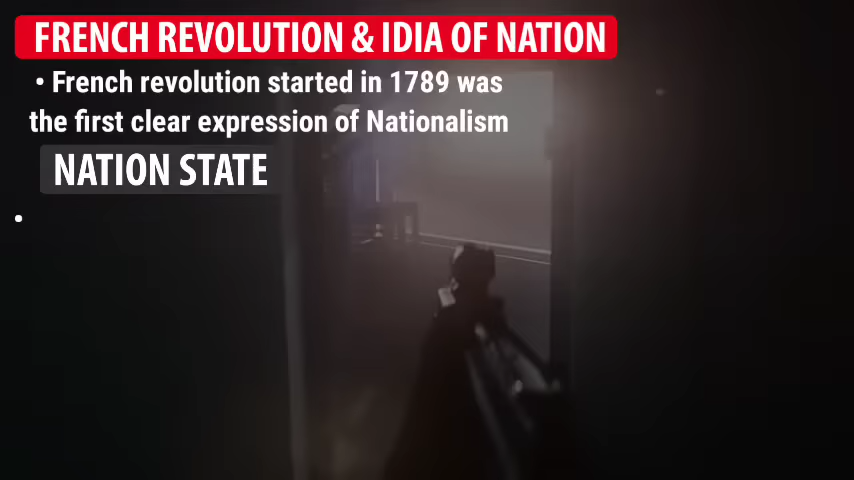 FRENCH REVOLUTION & IDIA OF NATION
• French revolution started in 1789 was
the first clear expression of Nationalism
NATION STATE
•